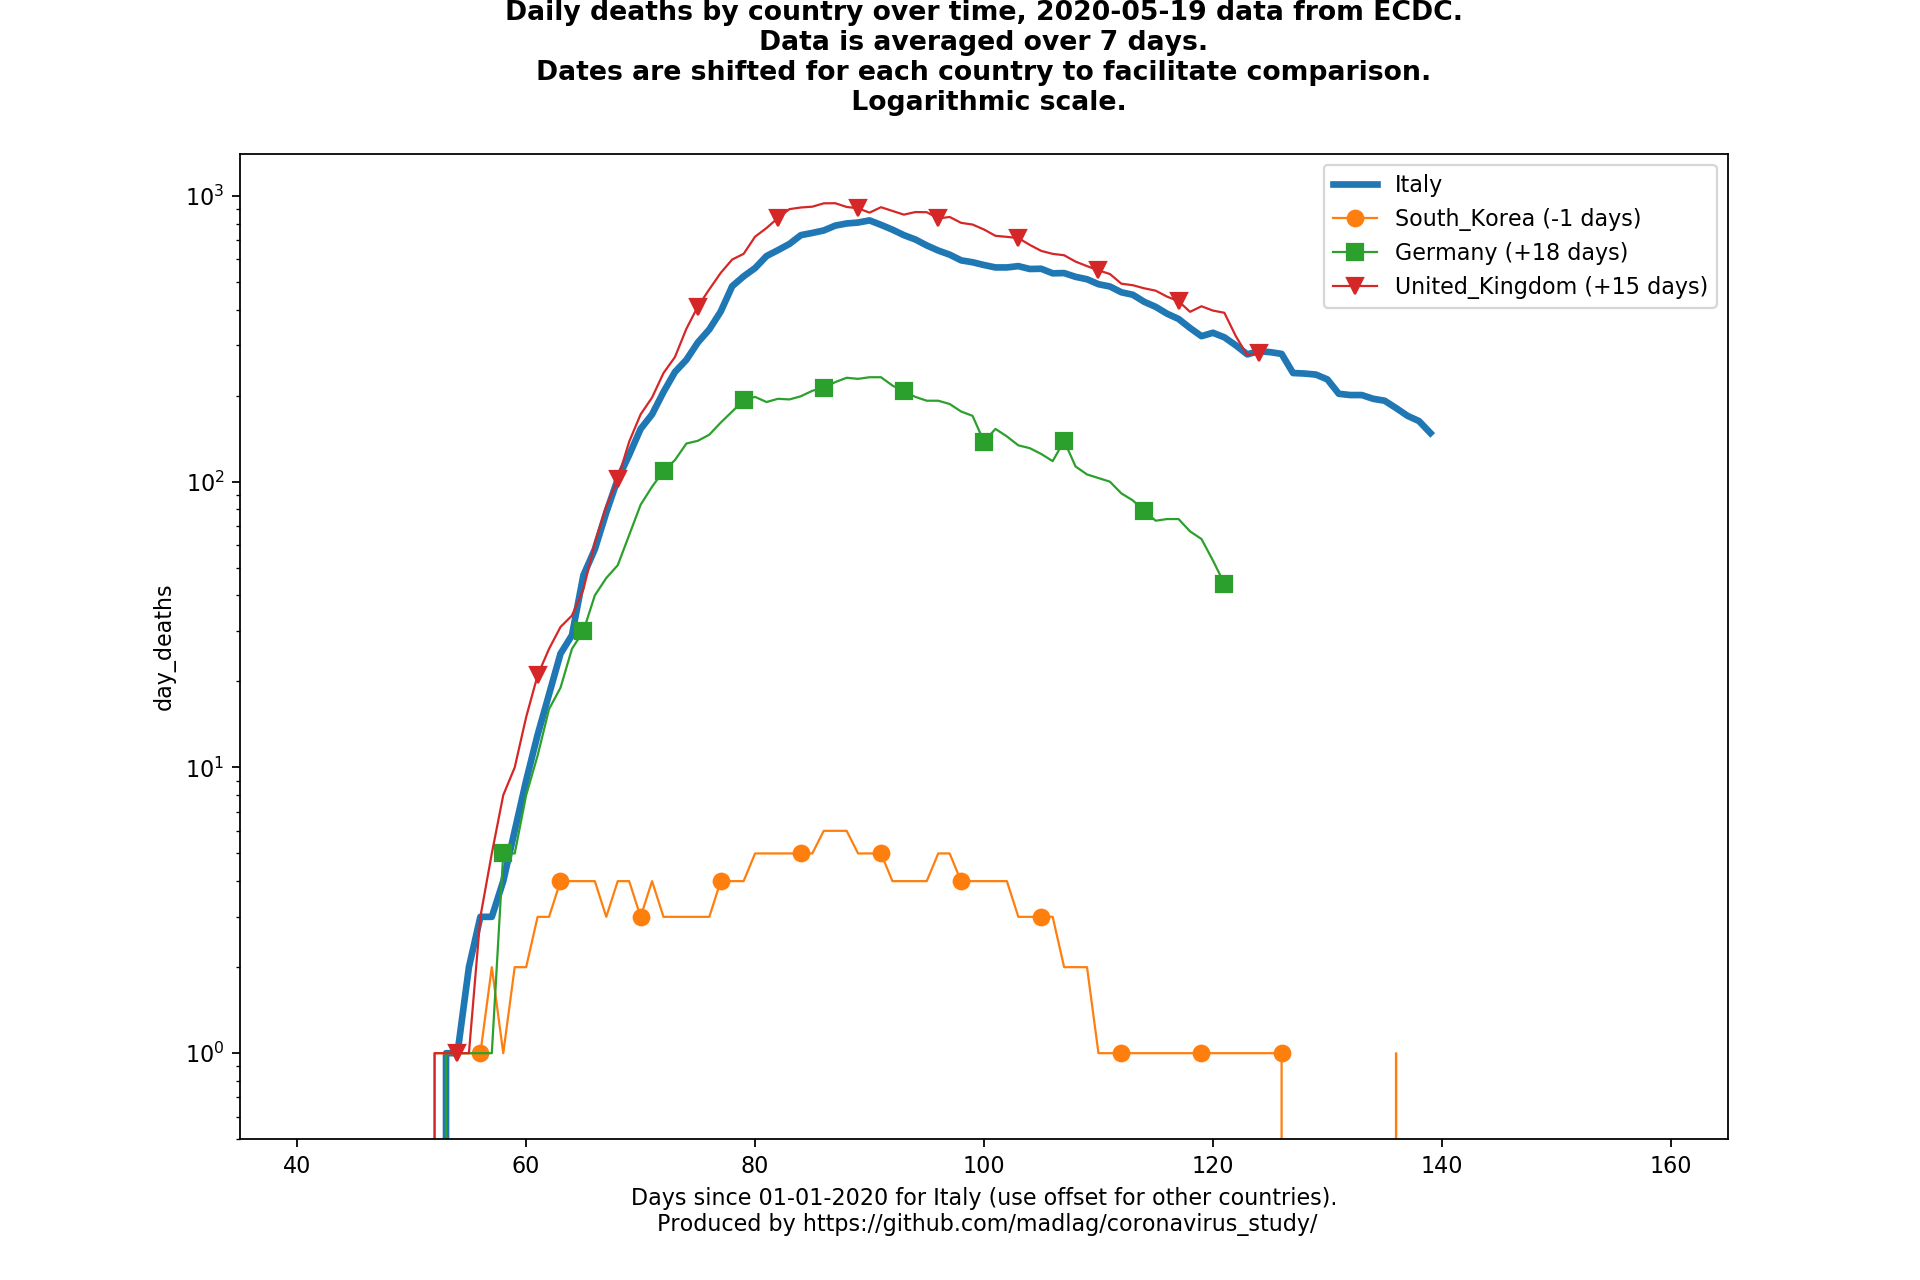 Daily deaths by country over time, 2020-05-19 data from ECDC.
Data is averaged over 7 days.
Dates are shifted for each country to facilitate comparison.
Logarithmic scale.
Italy
South_Korea (-1 days)
Germany (+18 days)
United_Kingdom (+15 days)
day_deaths
10³
10²
10¹
10⁰
40 60 80 100 120 140 160
Days since 01-01-2020 for Italy (use offset for other countries).
Produced by https://github.com/madlag/coronavirus_study/